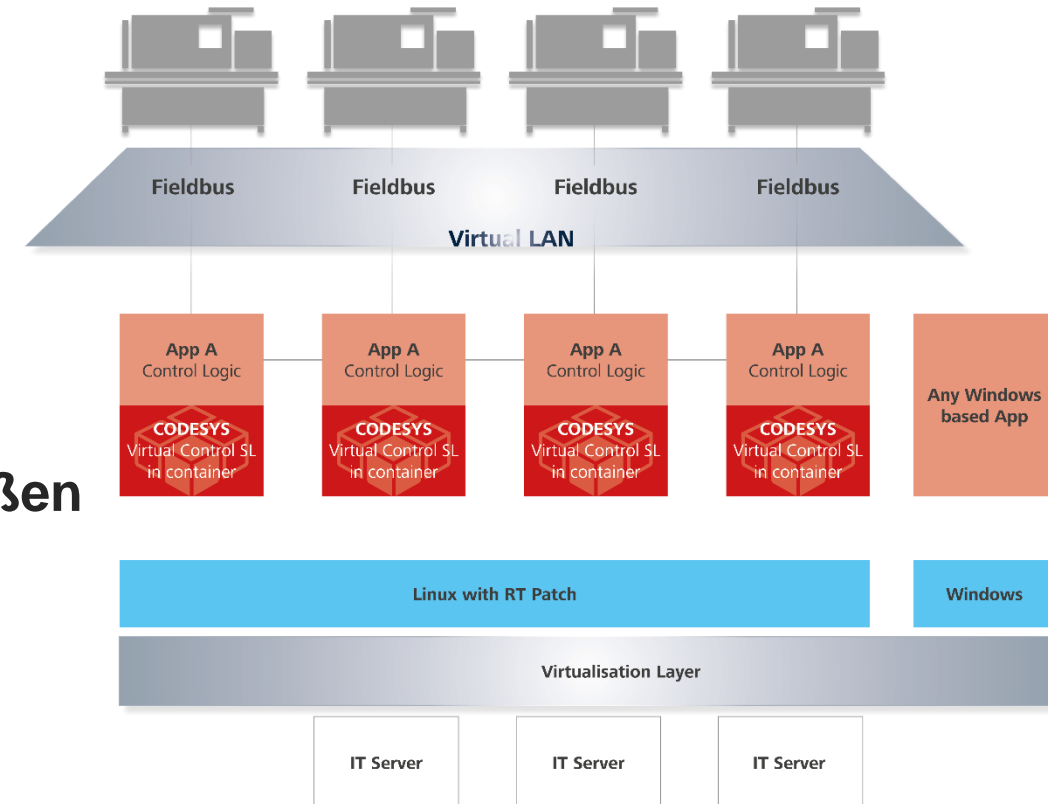 Fieldbus Fieldbus Fieldbus Fieldbus
Virtual LAN
App A App A App A App A
Control Logic Control Logic Control Logic Control Logic
Any Windows
based App
CODESYS CODESYS CODESYS CODESYS
Virtual Control SL Virtual Control SL Virtual Control SL Virtual Control SL
in container in container in container in container
ßen
Linux with RT Patch Windows
Virtualisation Layer
IT Server IT Server IT Server